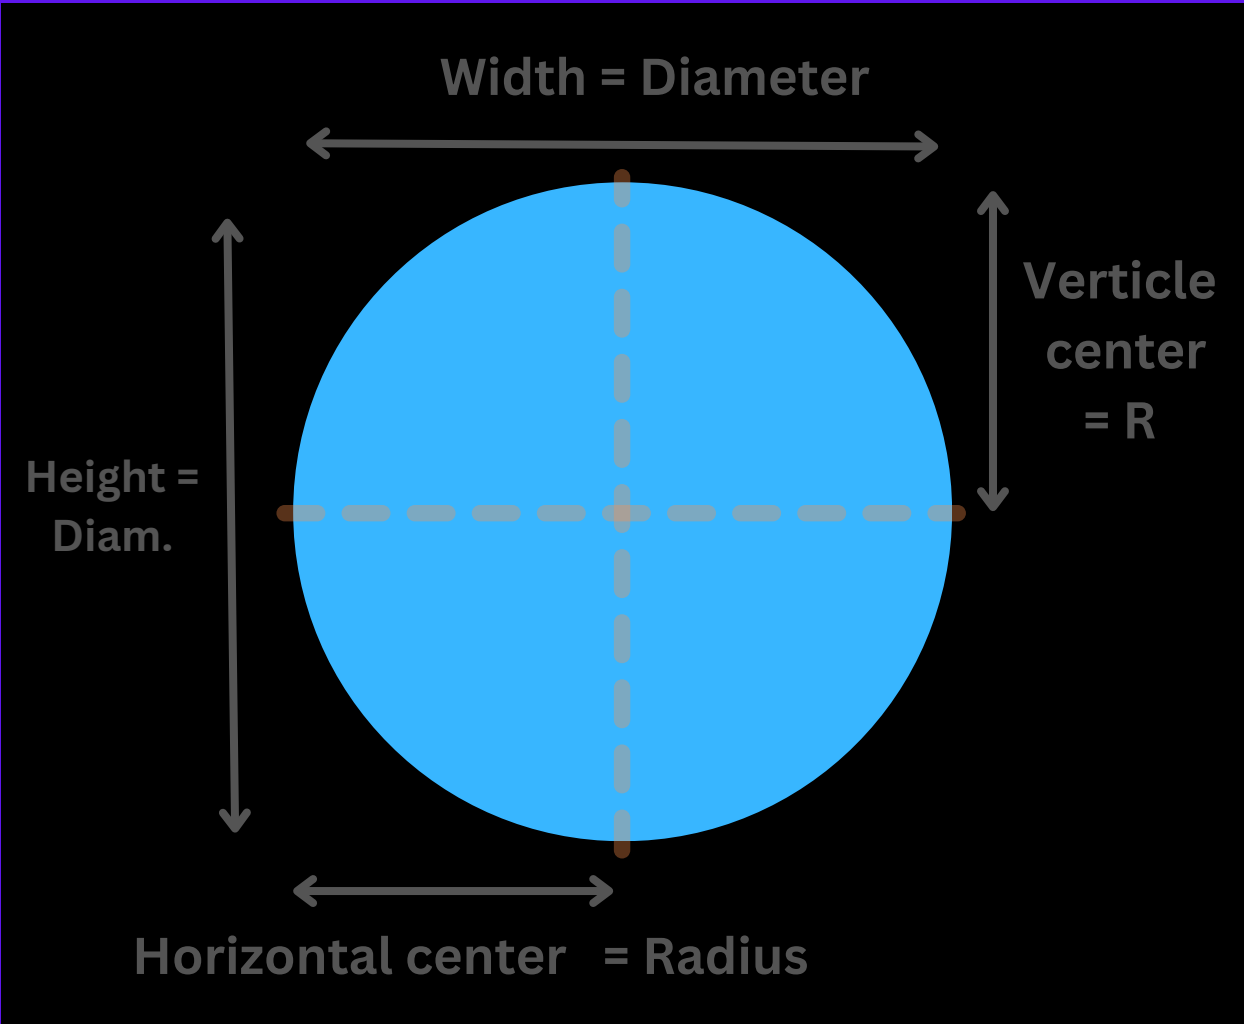 Width = Diameter
Verticle
center
= R
Height =
Diam.
Horizontal center = Radius